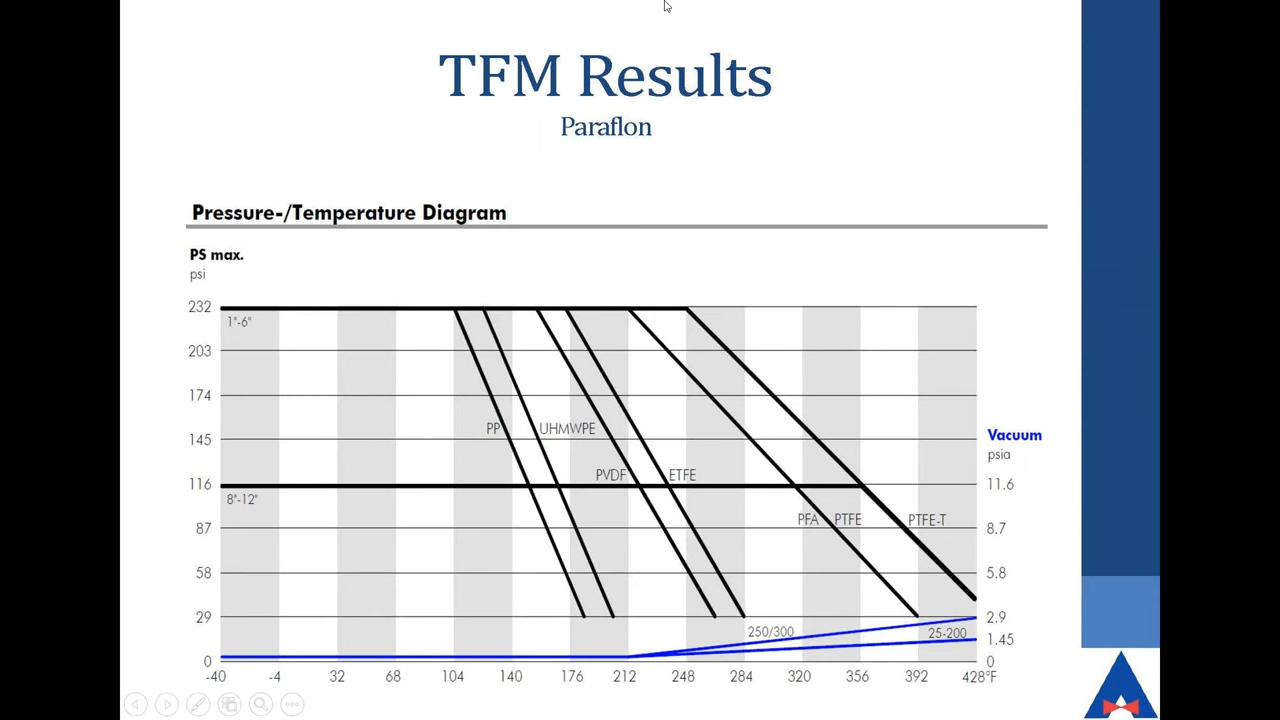 TFM Results
Paraflon
Pressure-/Temperature Diagram
PS max.
psi
232
1"-6"
203
174
PP
UHMWPE
145
Vacuum
psia
PVDF
ETFE
116
11.6
8"-12"
PFA
PTFE
PTFE-T
87
8.7
58
5.8
29
2.9
250/300
25-200
1.45
0
0
-40 -4 32 68 104 140 176 212 248 284 320 356 392 428°F